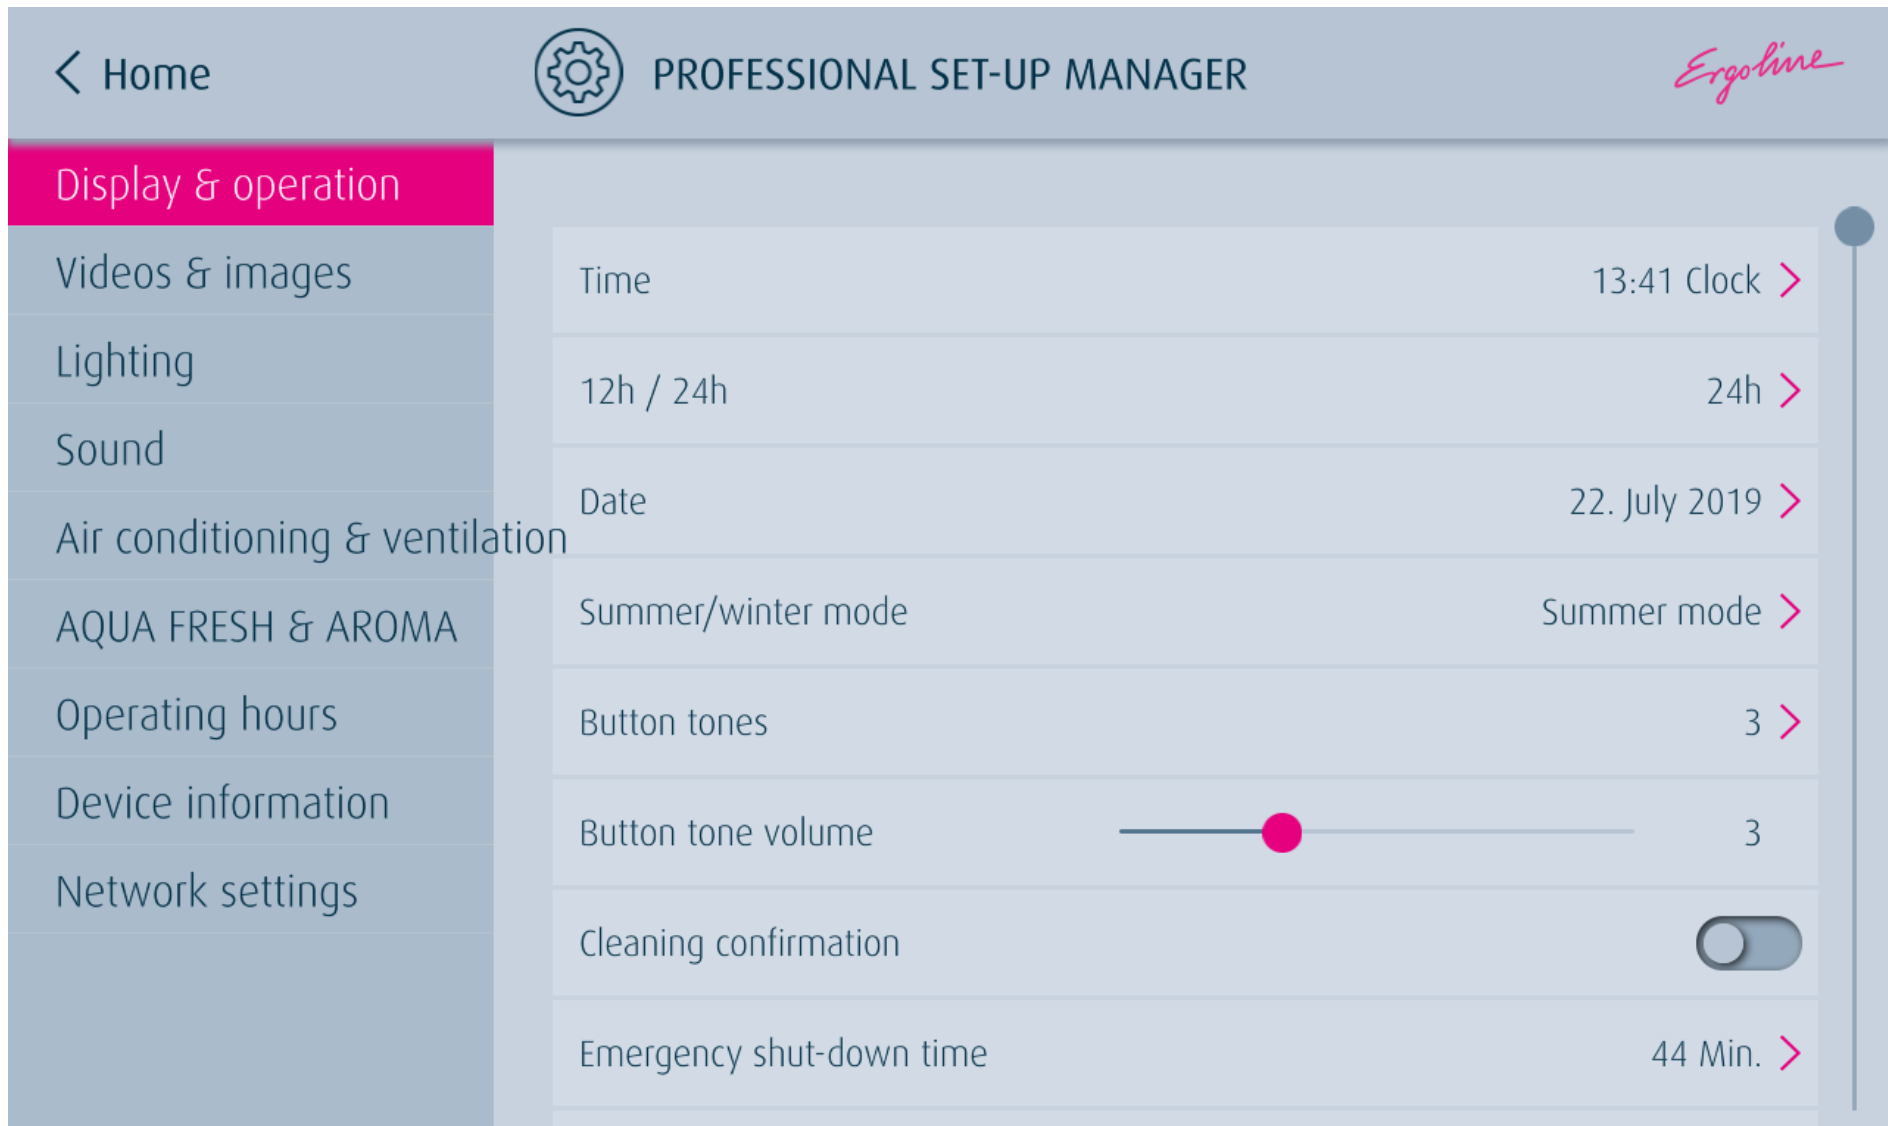 Home
PROFESSIONAL SET-UP MANAGER
Ergoline
Display & operation
Videos & images
Lighting
Sound
Air conditioning & ventilation
AQUA FRESH & AROMA
Operating hours
Device information
Network settings
Time 13:41 Clock
12h / 24h 24h
Date 22. July 2019
Summer/winter mode Summer mode
Button tones 3
Button tone volume 3
Cleaning confirmation
Emergency shut-down time 44 Min.